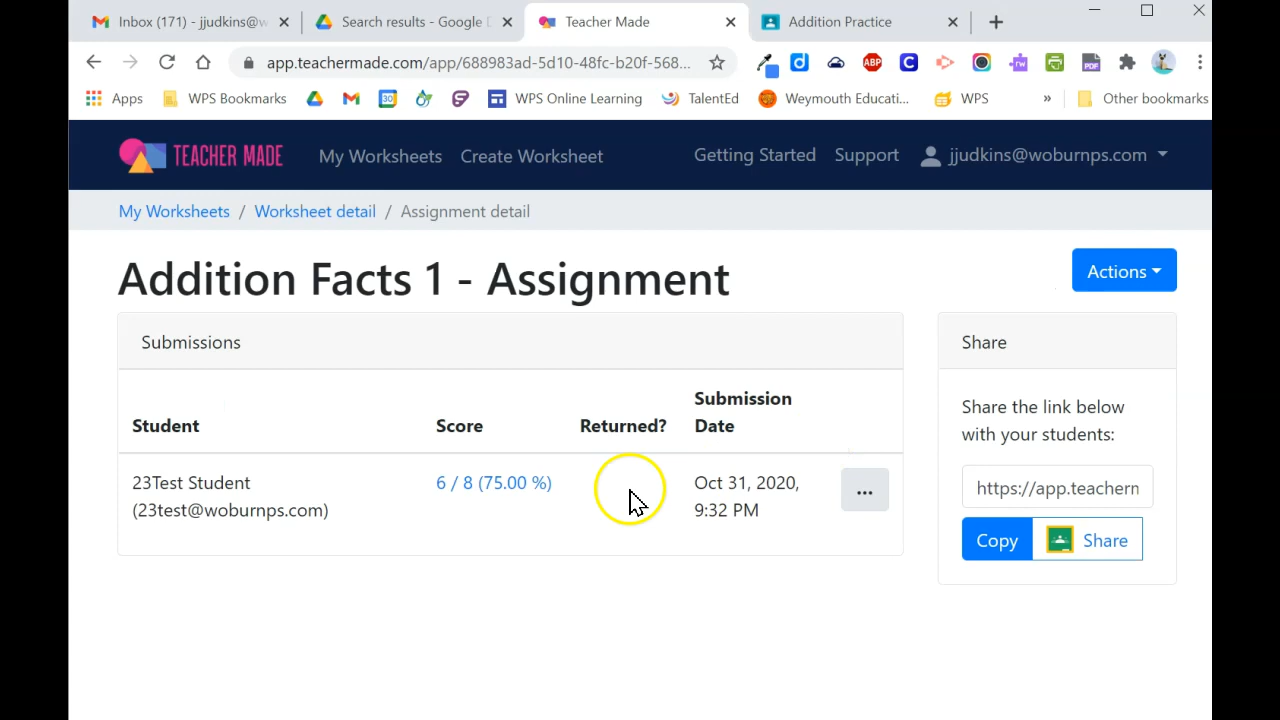 Inbox (171) - jjudkins@w
Search results - Google D
Teacher Made
Addition Practice
app.teachermade.com/app/688983ad-5d10-48fc-b20f-568...
Apps
WPS Bookmarks
30
WPS Online Learning
TalentEd
Weymouth Educati...
WPS
»
Other bookmarks
TEACHER MADE
My Worksheets
Create Worksheet
Getting Started
Support
jjudkins@woburnps.com
My Worksheets / Worksheet detail / Assignment detail
Addition Facts 1 - Assignment
Actions
Submissions
Student
Score
Returned?
Submission
Date
23Test Student
(23test@woburnps.com)
6 / 8 (75.00 %)
Oct 31, 2020,
9:32 PM
...
Share
Share the link below
with your students:
https://app.teachern
Copy
Share